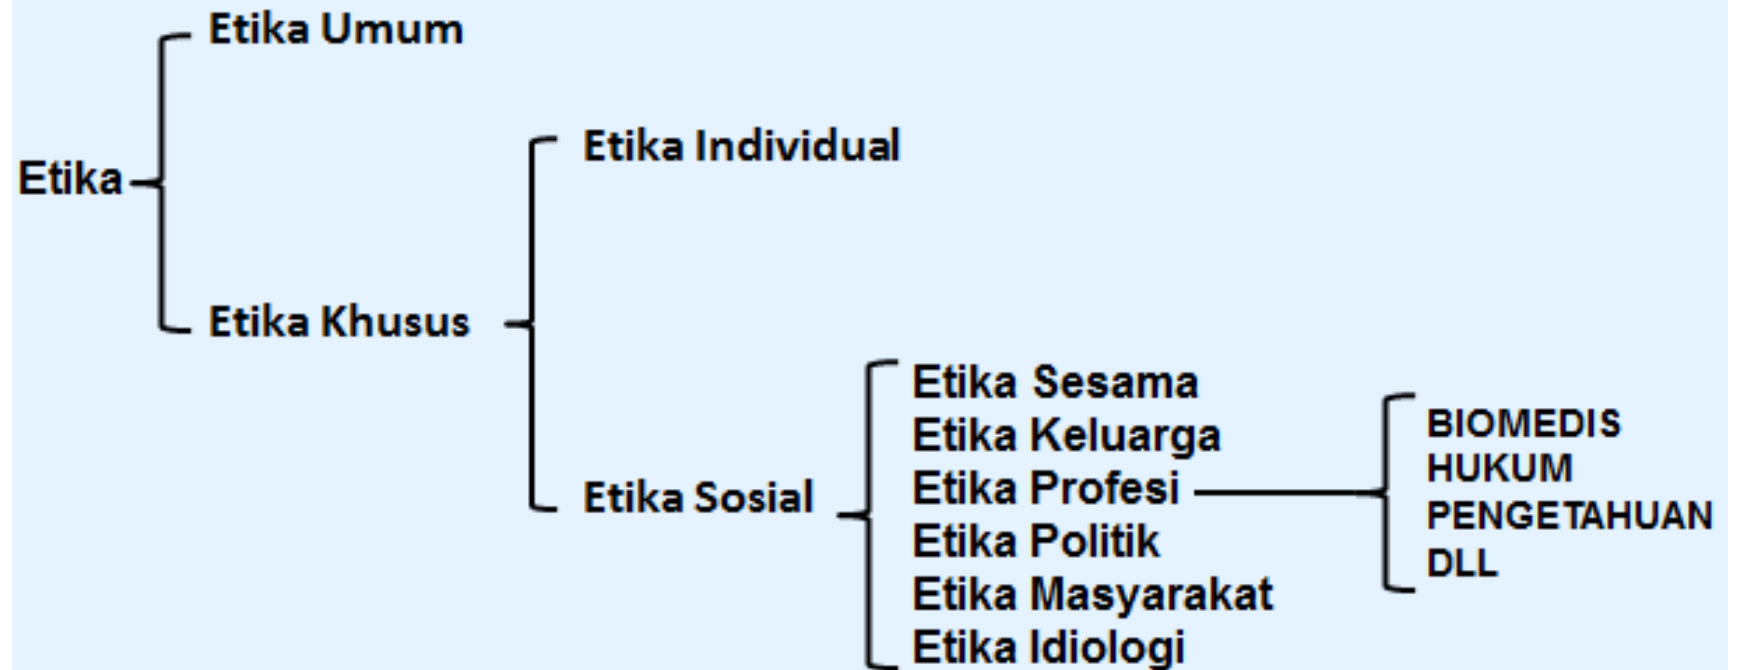 Etika
Etika Umum
Etika Khusus
Etika Individual
Etika Sosial
Etika Sesama
Etika Keluarga
Etika Profesi
Etika Politik
Etika Masyarakat
Etika Idiologi
BIOMEDIS
HUKUM
PENGETAHUAN
DLL